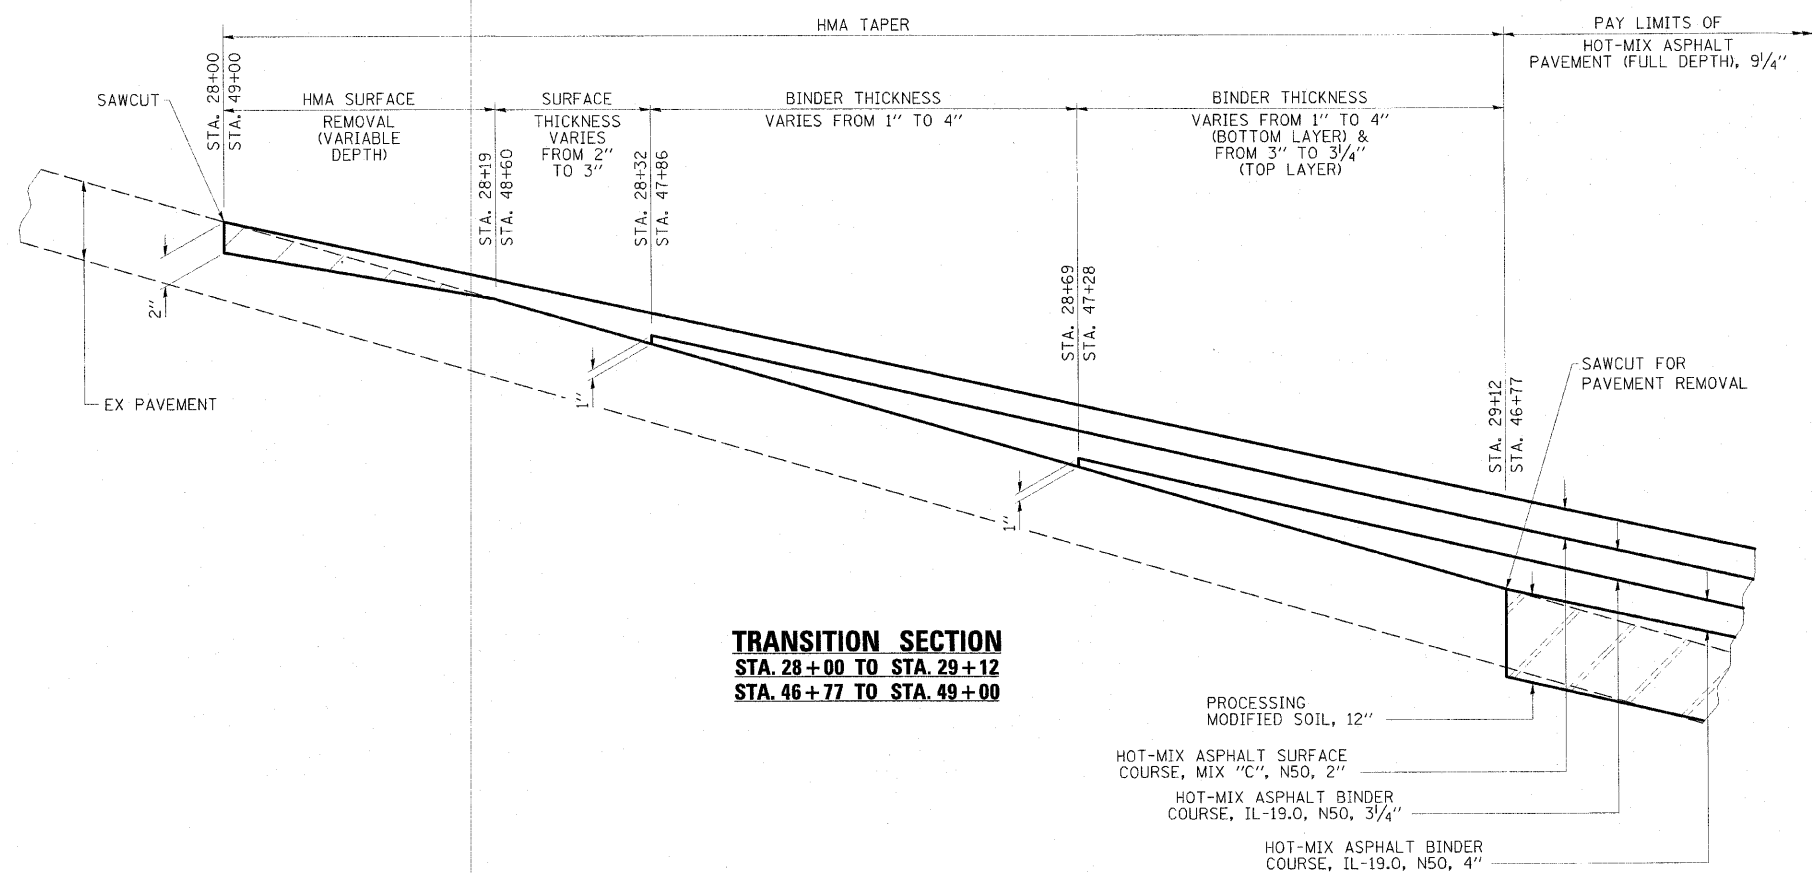 HMA TAPER
PAY LIMITS OF
HOT-MIX ASPHALT
PAVEMENT (FULL DEPTH), 9 1/4"
SAWCUT
STA. 28+00
STA. 49+00
HMA SURFACE
REMOVAL
(VARIABLE
DEPTH)
STA. 28+19
STA. 48+60
SURFACE
THICKNESS
VARIES
FROM 2"
TO 3"
STA. 28+32
STA. 47+86
BINDER THICKNESS
VARIES FROM 1" TO 4"
STA. 28+69
STA. 47+28
BINDER THICKNESS
VARIES FROM 1" TO 4"
(BOTTOM LAYER) &
FROM 3" TO 3 1/4"
(TOP LAYER)
STA. 29+12
STA. 46+77
2"
1"
1"
EX PAVEMENT
SAWCUT FOR
PAVEMENT REMOVAL
TRANSITION SECTION
STA. 28+00 TO STA. 29+12
STA. 46+77 TO STA. 49+00
PROCESSING
MODIFIED SOIL, 12"
HOT-MIX ASPHALT SURFACE
COURSE, MIX "C", N50, 2"
HOT-MIX ASPHALT BINDER
COURSE, IL-19.0, N50, 3 1/4"
HOT-MIX ASPHALT BINDER
COURSE, IL-19.0, N50, 4"